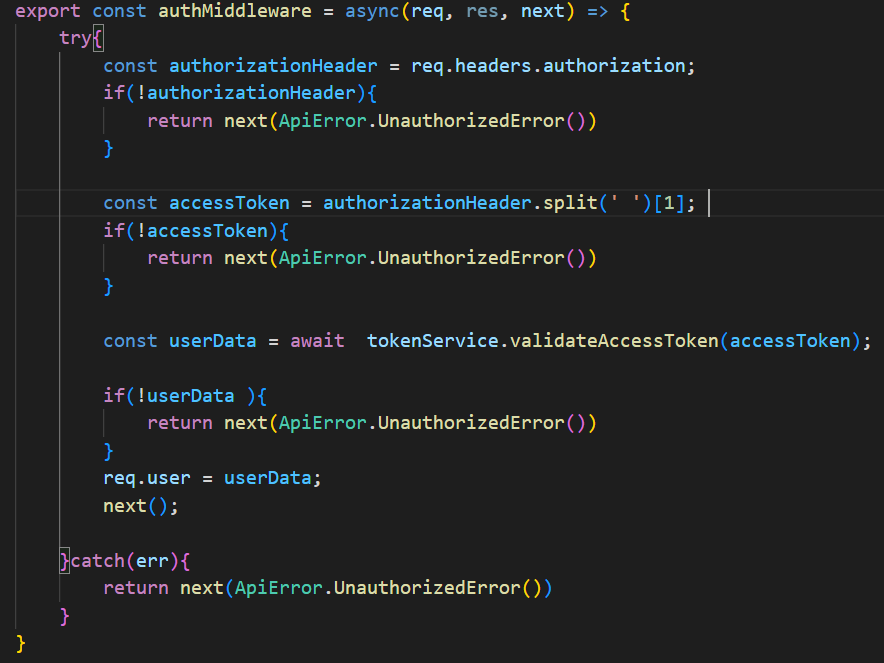 export const authMiddleware = async(req, res, next) => {
    try{
        const authorizationHeader = req.headers.authorization;
        if(!authorizationHeader){
            return next(ApiError.UnauthorizedError())
        }

        const accessToken = authorizationHeader.split(' ')[1];
        if(!accessToken){
            return next(ApiError.UnauthorizedError())
        }

        const userData = await  tokenService.validateAccessToken(accessToken);

        if(!userData ){
            return next(ApiError.UnauthorizedError())
        }
        req.user = userData;
        next();

    }catch(err){
        return next(ApiError.UnauthorizedError())
    }
}